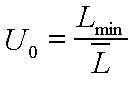 U₀ = L_min / L̅